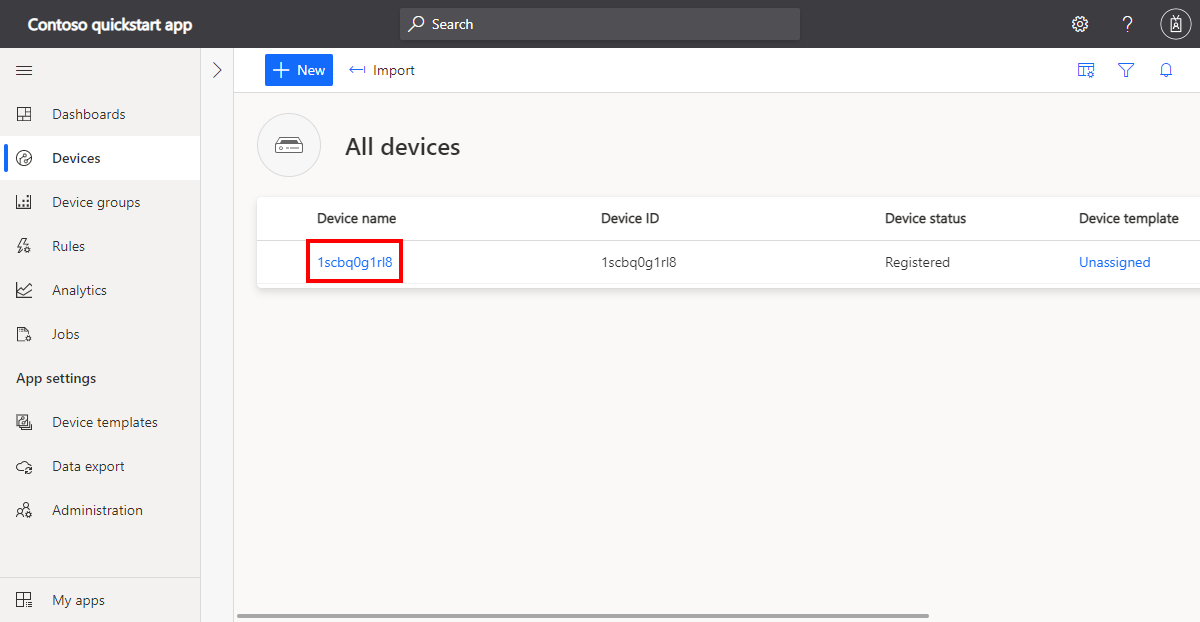 Contoso quickstart app
Search
?
New
Import
Dashboards
Devices
Device groups
Rules
Analytics
Jobs
App settings
Device templates
Data export
Administration
My apps
All devices
Device name Device ID Device status Device template
1scbq0g1rl8 1scbq0g1rl8 Registered Unassigned